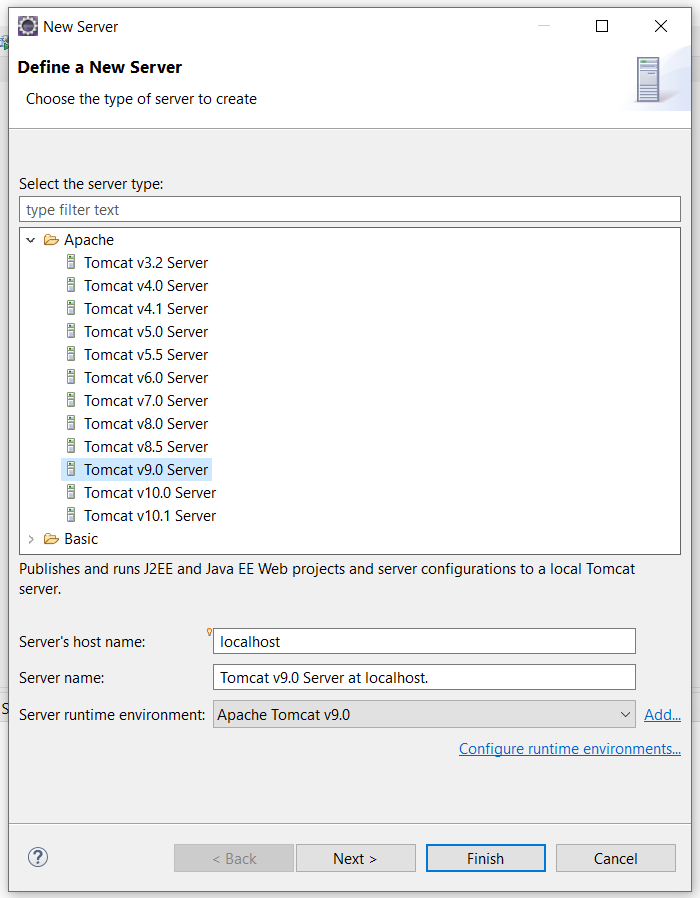 New Server
Define a New Server
Choose the type of server to create
Select the server type:
type filter text
Apache
Tomcat v3.2 Server
Tomcat v4.0 Server
Tomcat v4.1 Server
Tomcat v5.0 Server
Tomcat v5.5 Server
Tomcat v6.0 Server
Tomcat v7.0 Server
Tomcat v8.0 Server
Tomcat v8.5 Server
Tomcat v9.0 Server
Tomcat v10.0 Server
Tomcat v10.1 Server
Basic
Publishes and runs J2EE and Java EE Web projects and server configurations to a local Tomcat
server.
Server's host name: localhost
Server name: Tomcat v9.0 Server at localhost.
Server runtime environment: Apache Tomcat v9.0 Add...
Configure runtime environments...
? < Back Next > Finish Cancel